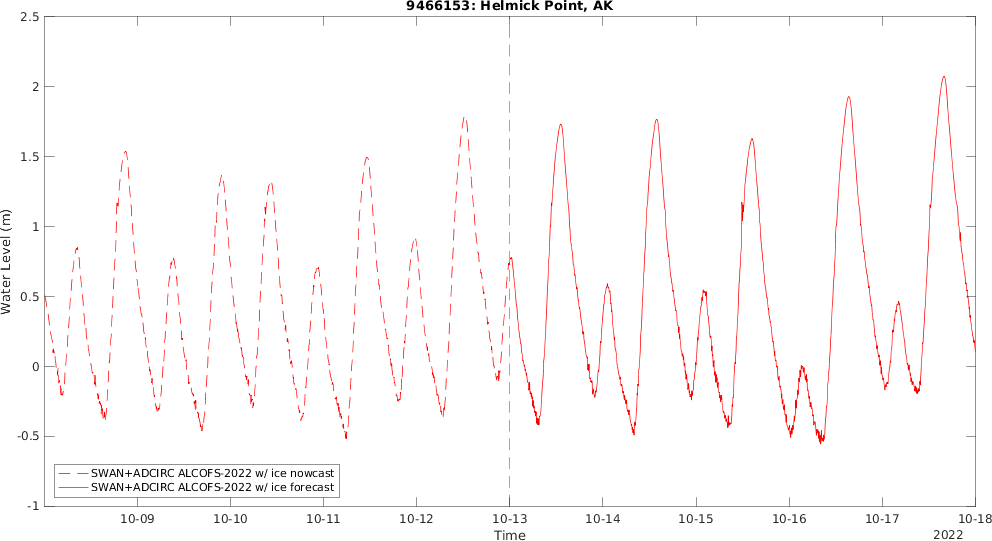 9466153: Helmick Point, AK
2.5
2
1.5
1
0.5
0
-0.5
-1
Water Level (m)
SWAN+ADCIRC ALCOFS-2022 w/ ice nowcast
SWAN+ADCIRC ALCOFS-2022 w/ ice forecast
10-09 10-10 10-11 10-12 10-13 10-14 10-15 10-16 10-17 10-18
Time
2022